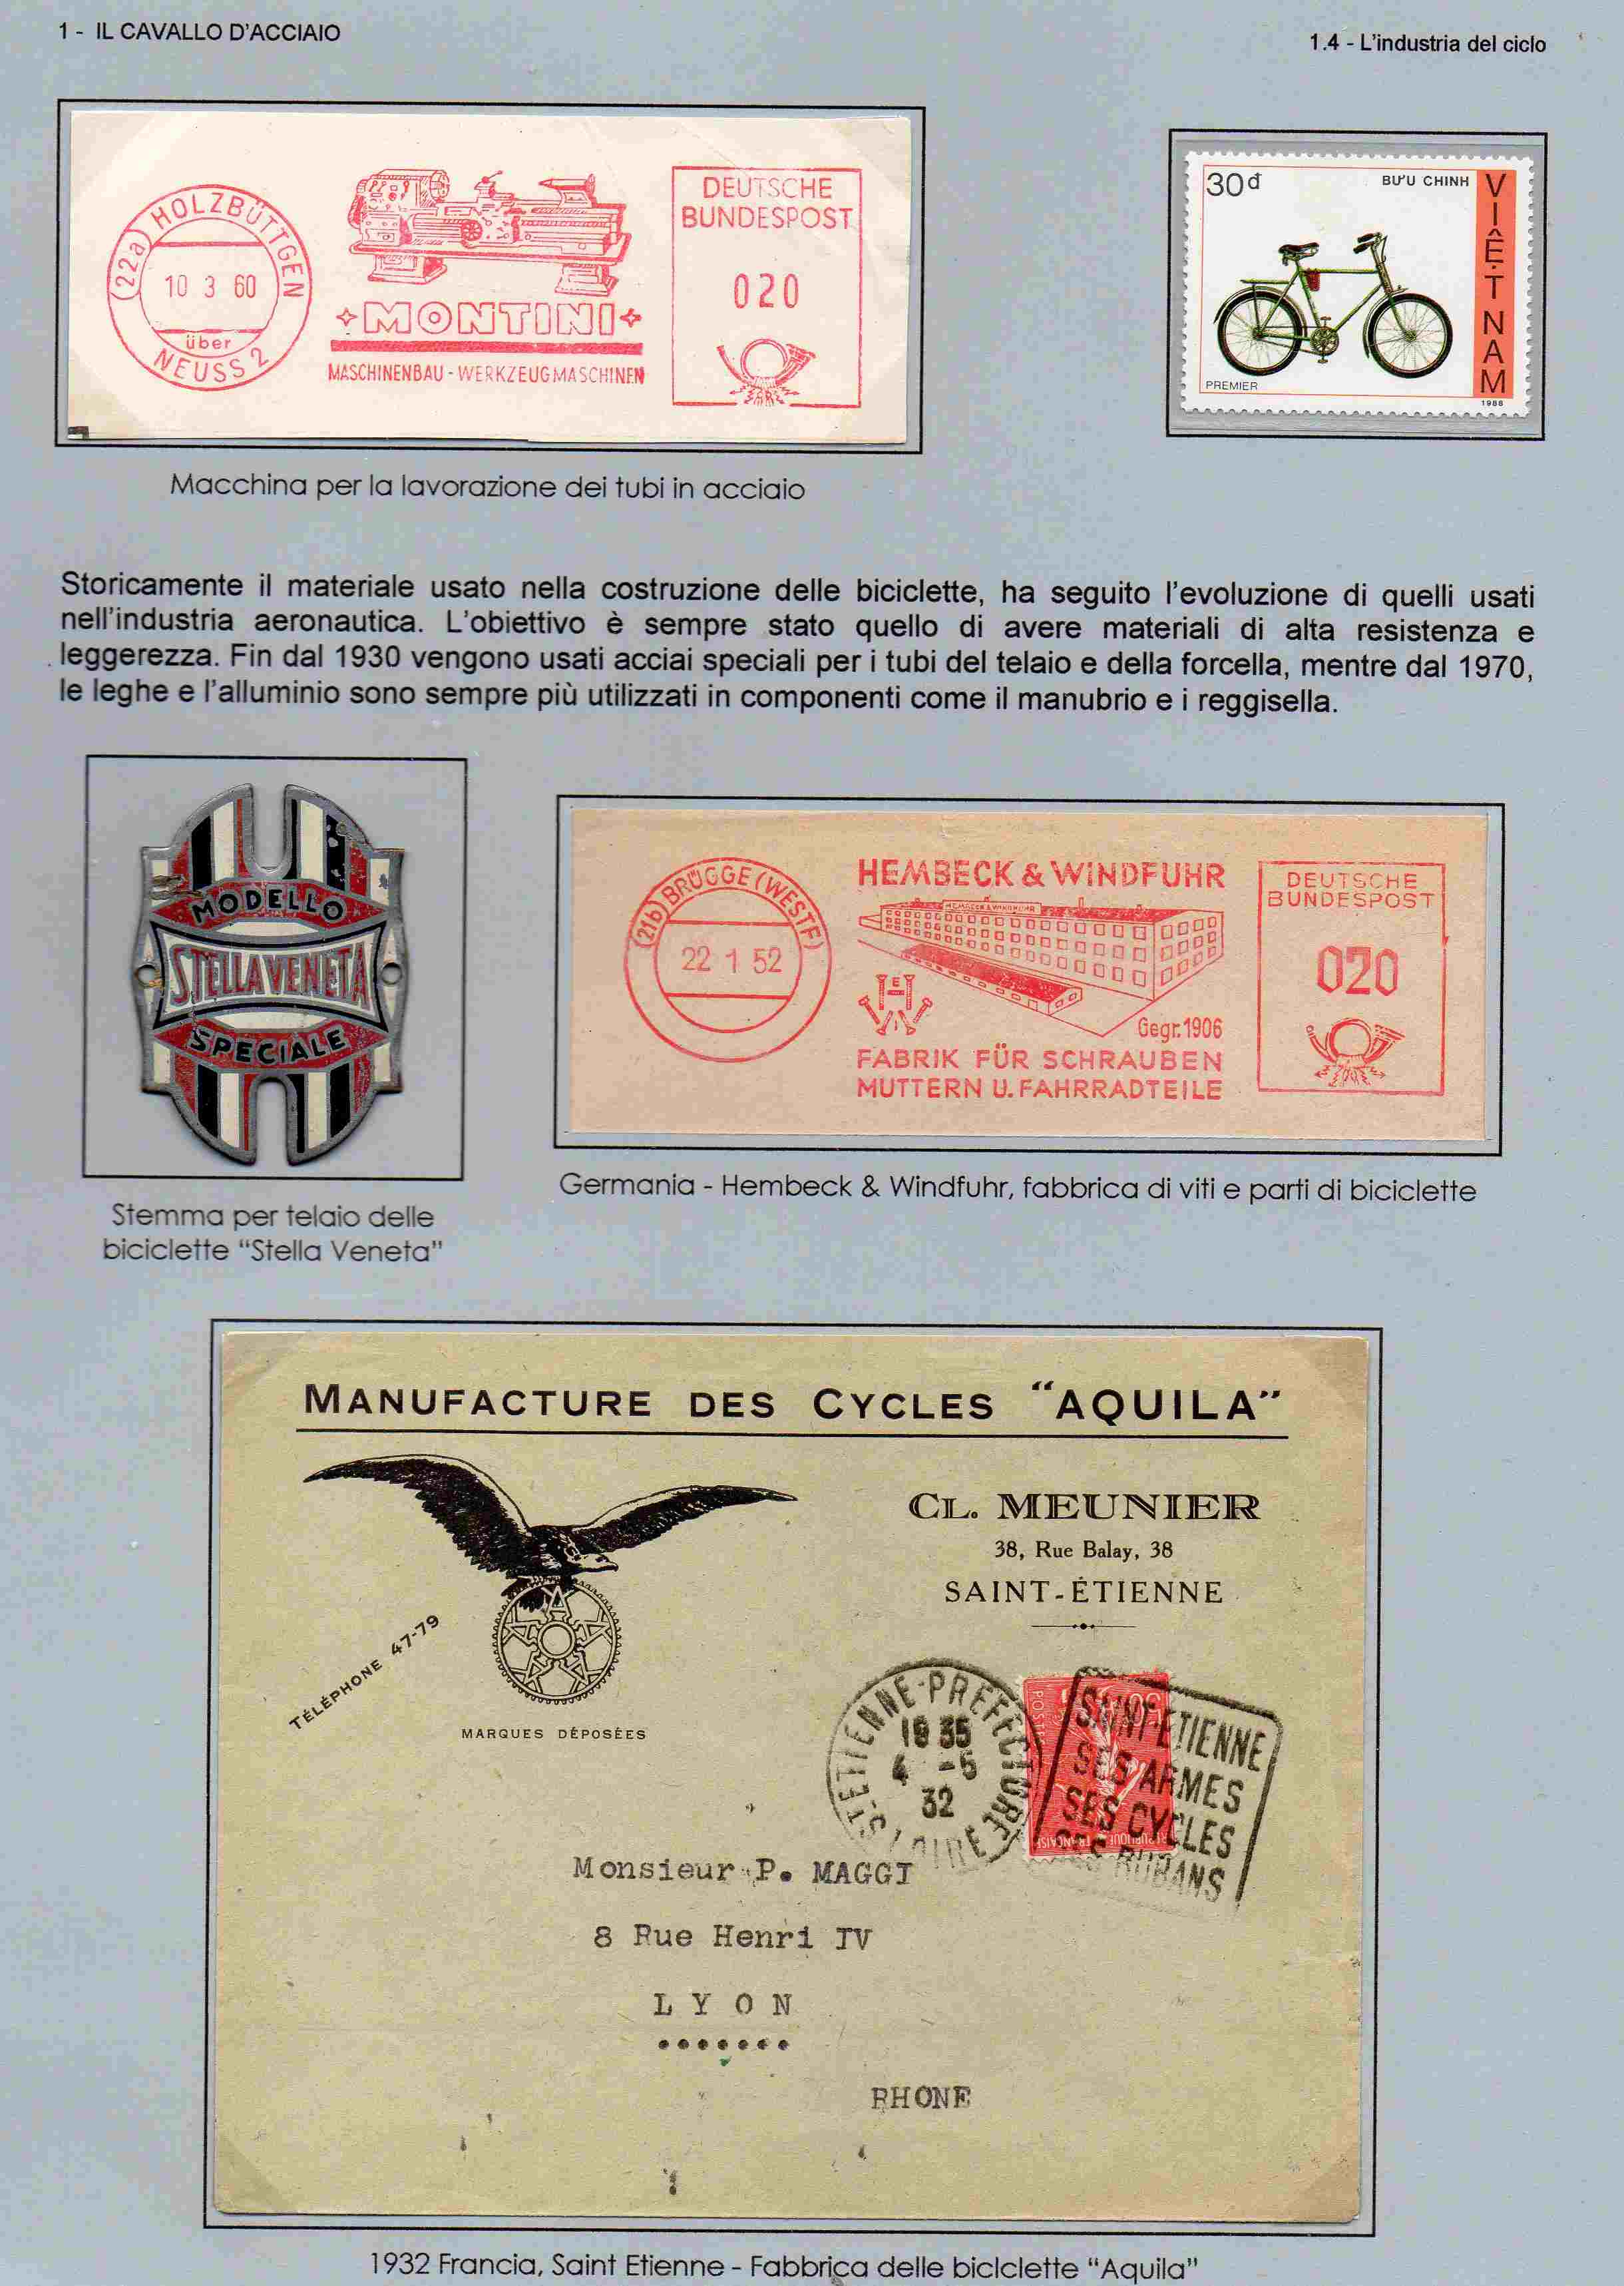 1 - IL CAVALLO D'ACCIAIO
1.4 - L'industria del ciclo
(22a) HOLZBÜTTGEN
10 3 60
über
NEUSS 2
MONTINI
MASCHINENBAU - WERKZEUGMASCHINEN
DEUTSCHE
BUNDESPOST
020
30đ
BƯU CHINH
VIỆT NAM
PREMIER
1988
Macchina per la lavorazione dei tubi in acciaio
Storicamente il materiale usato nella costruzione delle biciclette, ha seguito l'evoluzione di quelli usati
nell'industria aeronautica. L'obiettivo è sempre stato quello di avere materiali di alta resistenza e
leggerezza. Fin dal 1930 vengono usati acciai speciali per i tubi del telaio e della forcella, mentre dal 1970,
le leghe e l'alluminio sono sempre più utilizzati in componenti come il manubrio e i reggisella.
MODELLO
STELLA VENETA
SPECIALE
Stemma per telaio delle
biciclette "Stella Veneta"
(21b) BRÜGGE (WESTF)
22 1 52
HEMBECK & WINDFUHR
HEMBECK & WINDFUHR
Gegr. 1906
FABRIK FÜR SCHRAUBEN
MUTTERN U. FAHRRADTEILE
DEUTSCHE
BUNDESPOST
020
Germania - Hembeck & Windfuhr, fabbrica di viti e parti di biciclette
MANUFACTURE DES CYCLES "AQUILA"
CL. MEUNIER
38, Rue Balay, 38
SAINT-ÉTIENNE
TÉLÉPHONE 47-79
MARQUES DÉPOSÉES
ST-ETIENNE-PREFECTURE
18 35
4 -5
32
LOIRE
POSTES
50
REPUBLIQUE FRANÇAISE
SAINT-ETIENNE
SES ARMES
SES CYCLES
SES RUBANS
Monsieur P. MAGGI
8 Rue Henri IV
LYON
RHONE
1932 Francia, Saint Etienne - Fabbrica delle biciclette "Aquila"